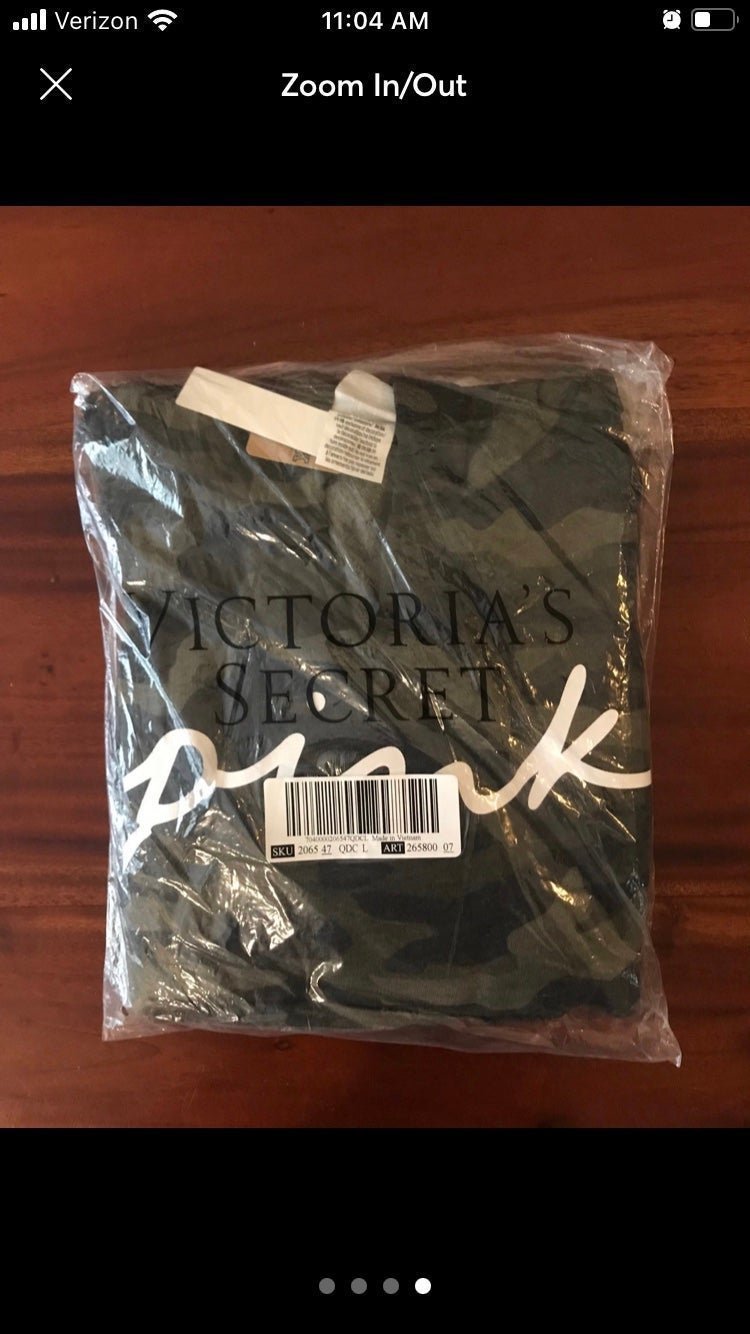 Verizon
11:04 AM
Zoom In/Out
VICTORIA'S
SECRET
pink
Made in Vietnam
SKU 2065 47 QDC L ART 265800 07